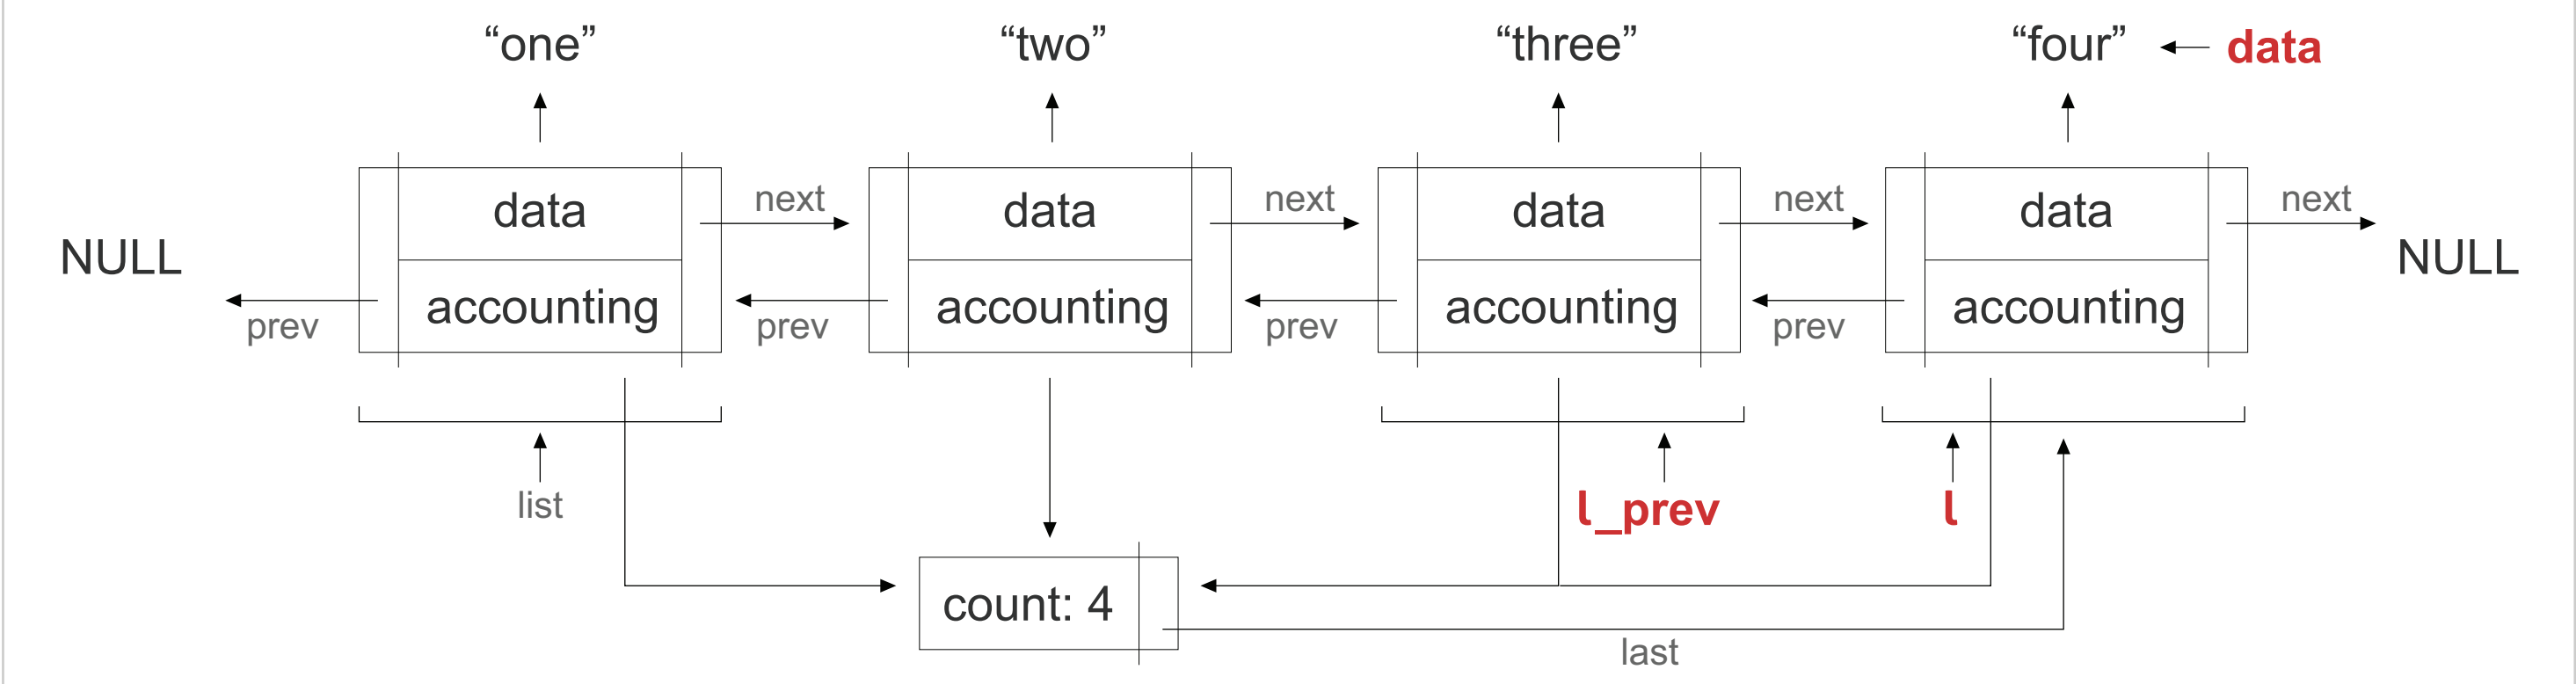 “one” “two” “three” “four” data
data next data next data next data next
NULL NULL
accounting accounting accounting accounting
prev prev prev prev
list l_prev l
count: 4
last